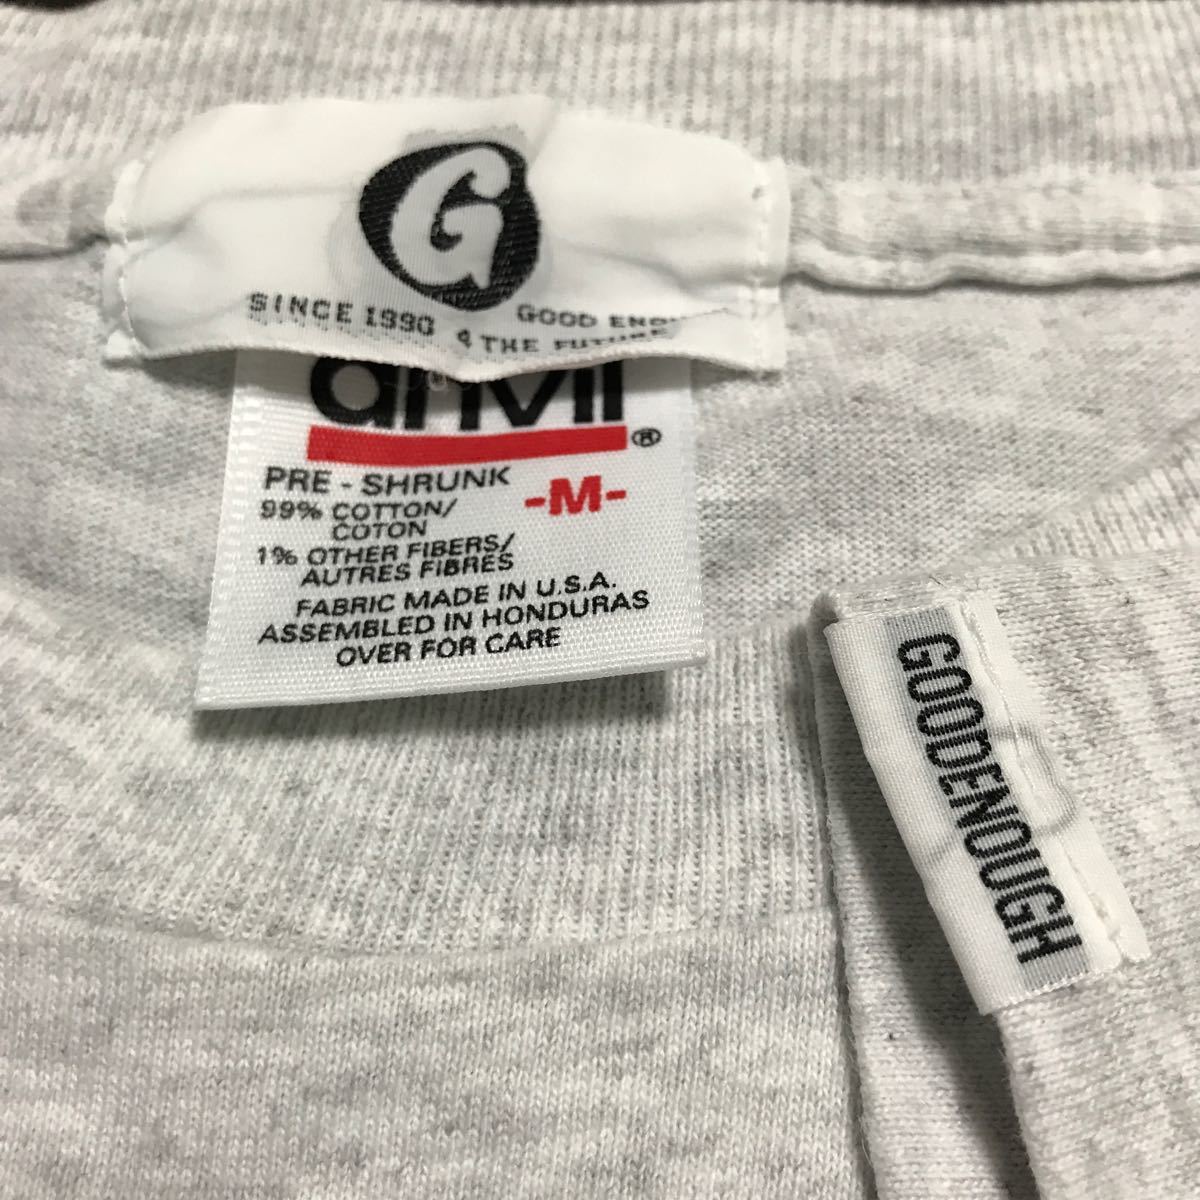 G
SINCE 1990 GOOD
& THE FUTURE
anvil®
PRE - SHRUNK
99% COTTON/
COTON
-M-
1% OTHER FIBERS/
AUTRES FIBRES
FABRIC MADE IN U.S.A.
ASSEMBLED IN HONDURAS
OVER FOR CARE
GOODENOUGH